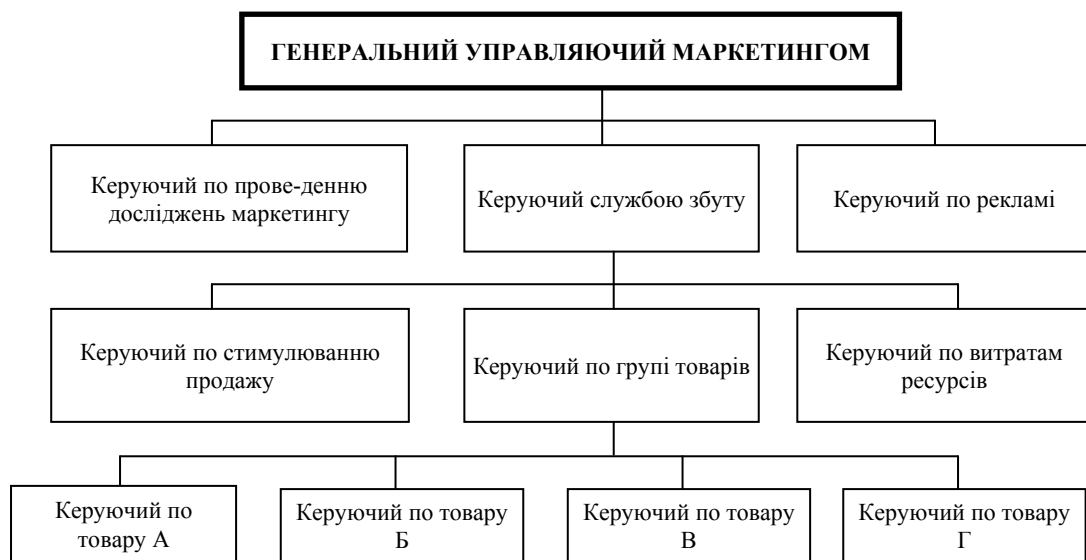 ГЕНЕРАЛЬНИЙ УПРАВЛЯЮЧИЙ МАРКЕТИНГОМ
Керуючий по прове-денню
досліджень маркетингу
Керуючий службою збуту
Керуючий по рекламі
Керуючий по стимулюванню
продажу
Керуючий по групі товарів
Керуючий по витратам
ресурсів
Керуючий по
товару А
Керуючий по товару
Б
Керуючий по товару
В
Керуючий по товару
Г